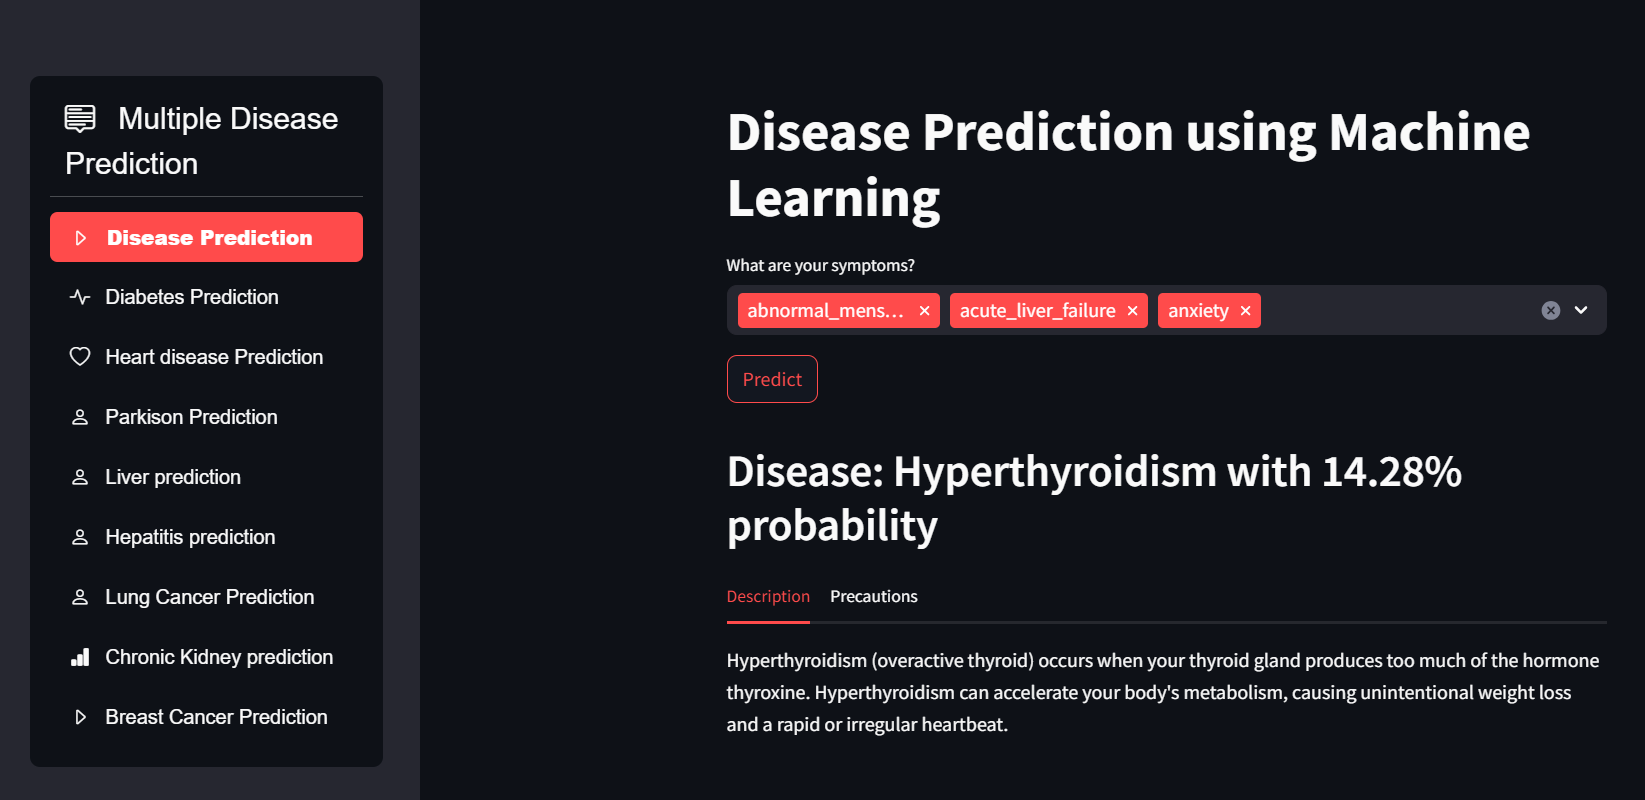 Multiple Disease
Prediction
Disease Prediction
Diabetes Prediction
Heart disease Prediction
Parkison Prediction
Liver prediction
Hepatitis prediction
Lung Cancer Prediction
Chronic Kidney prediction
Breast Cancer Prediction
Disease Prediction using Machine
Learning
What are your symptoms?
abnormal_mens... acute_liver_failure anxiety
Predict
Disease: Hyperthyroidism with 14.28%
probability
Description Precautions
Hyperthyroidism (overactive thyroid) occurs when your thyroid gland produces too much of the hormone
thyroxine. Hyperthyroidism can accelerate your body's metabolism, causing unintentional weight loss
and a rapid or irregular heartbeat.